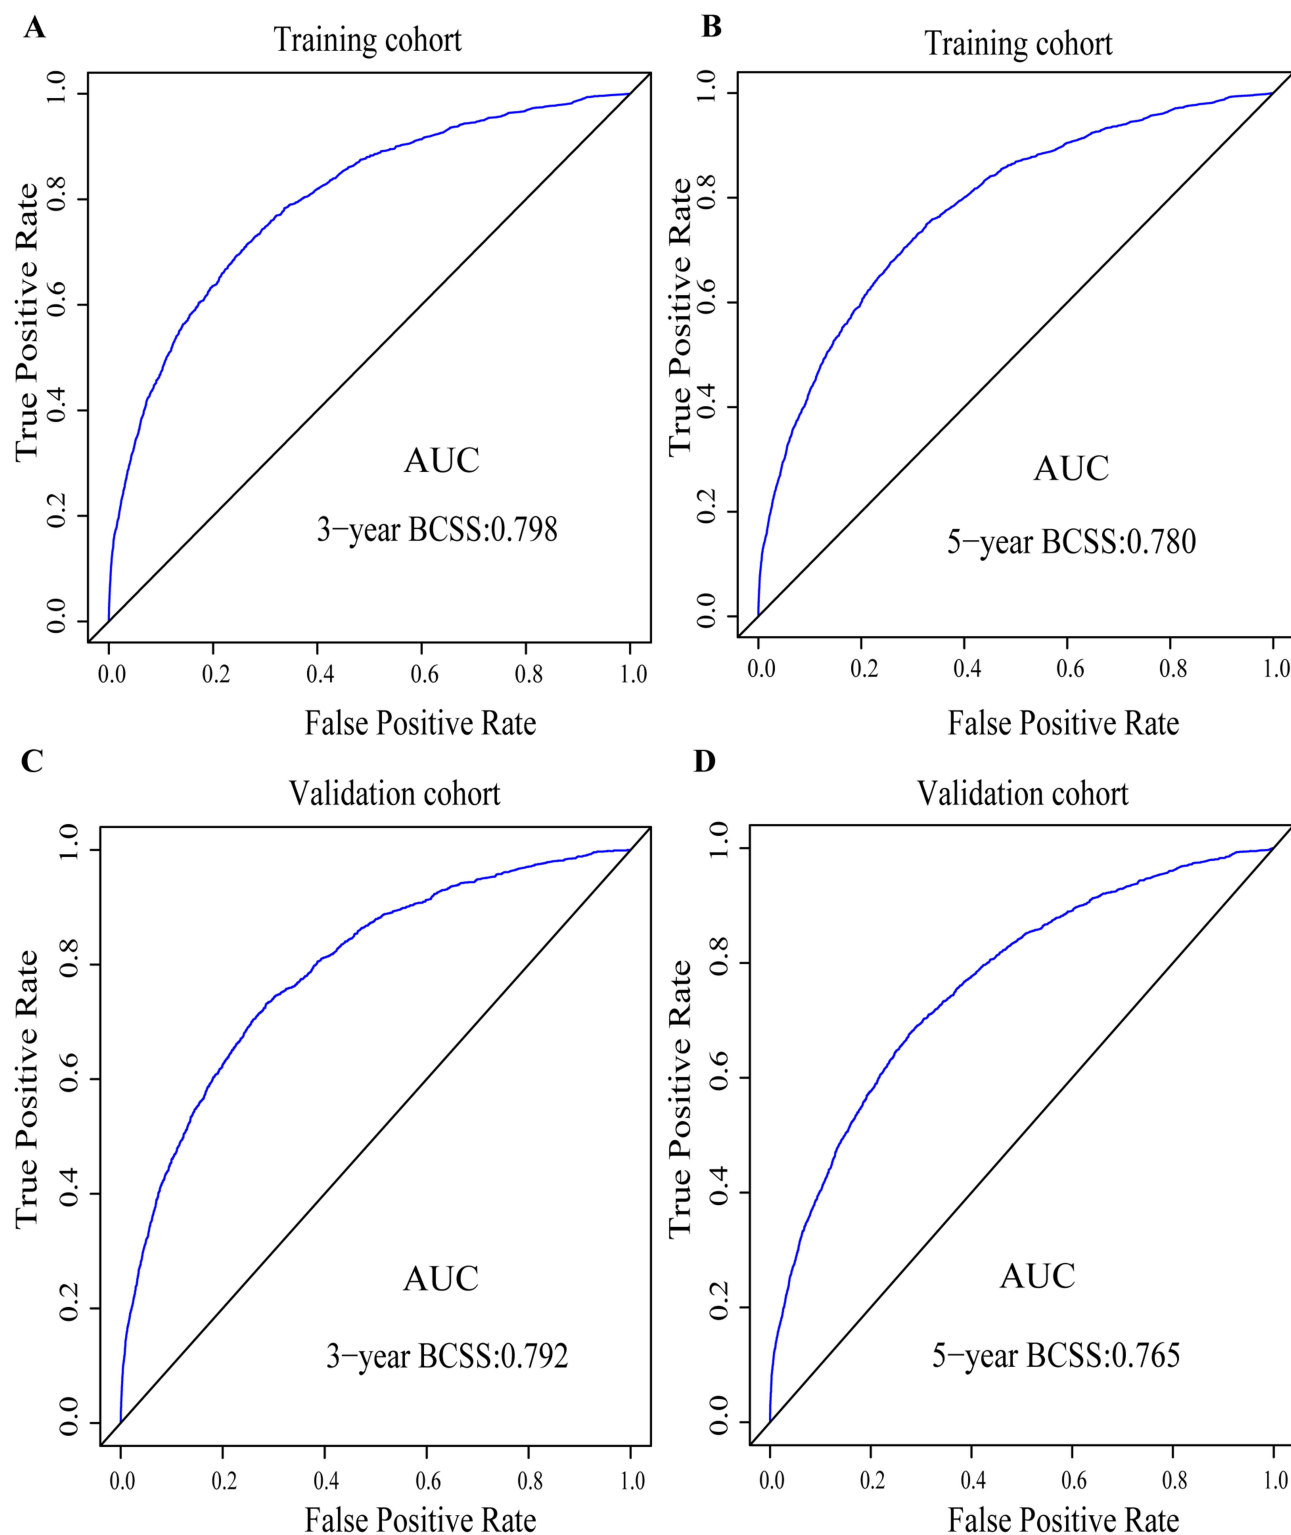 A
Training cohort
True Positive Rate
1.0
0.8
0.6
0.4
0.2
0.0
AUC
3−year BCSS:0.798
0.0 0.2 0.4 0.6 0.8 1.0
False Positive Rate
B
Training cohort
True Positive Rate
1.0
0.8
0.6
0.4
0.2
0.0
AUC
5−year BCSS:0.780
0.0 0.2 0.4 0.6 0.8 1.0
False Positive Rate
C
Validation cohort
True Positive Rate
1.0
0.8
0.6
0.4
0.2
0.0
AUC
3−year BCSS:0.792
0.0 0.2 0.4 0.6 0.8 1.0
False Positive Rate
D
Validation cohort
True Positive Rate
1.0
0.8
0.6
0.4
0.2
0.0
AUC
5−year BCSS:0.765
0.0 0.2 0.4 0.6 0.8 1.0
False Positive Rate